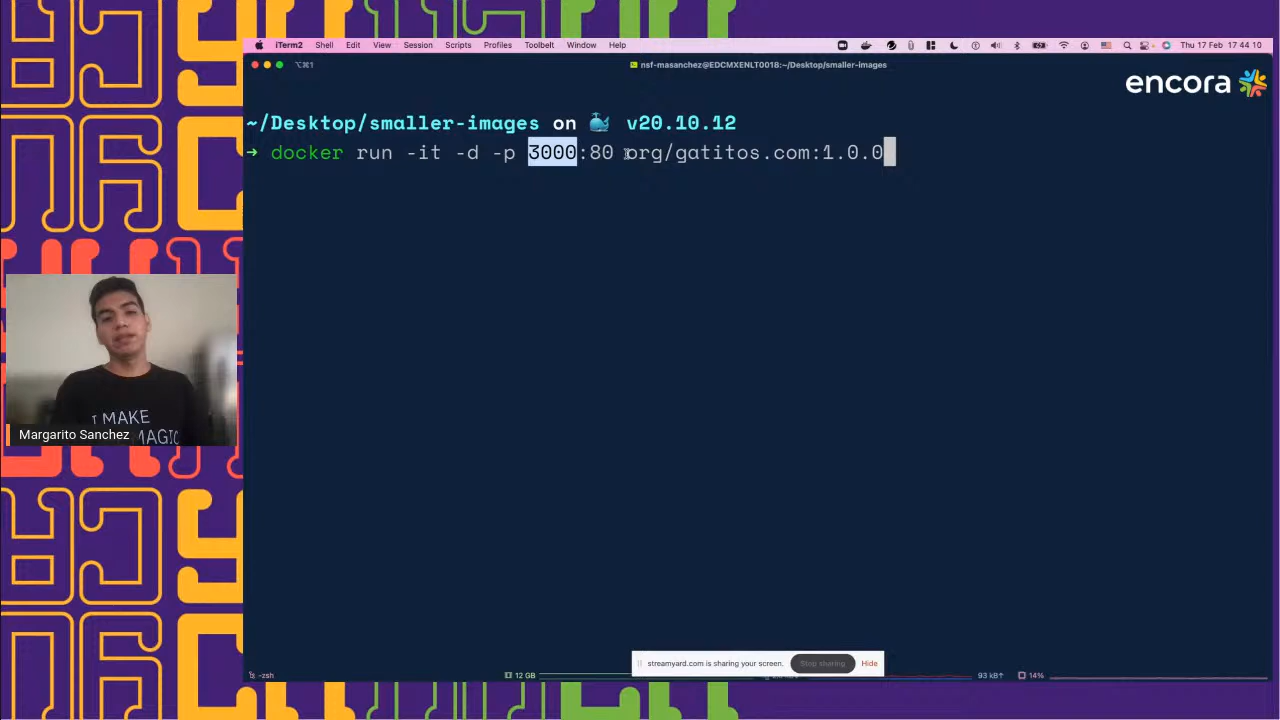 iTerm2 Shell Edit View Session Scripts Profiles Toolbelt Window Help Thu 17 Feb 17 44 10
⌥⌘1 nsf-masanchez@EDCMXENLT0018:~/Desktop/smaller-images
encora
~/Desktop/smaller-images on 🐳 v20.10.12
→ docker run -it -d -p 3000:80 org/gatitos.com:1.0.0
I MAKE
MAGIC
Margarito Sanchez
streamyard.com is sharing your screen. Stop sharing Hide
-zsh 12 GB 93 kB↑ 14%